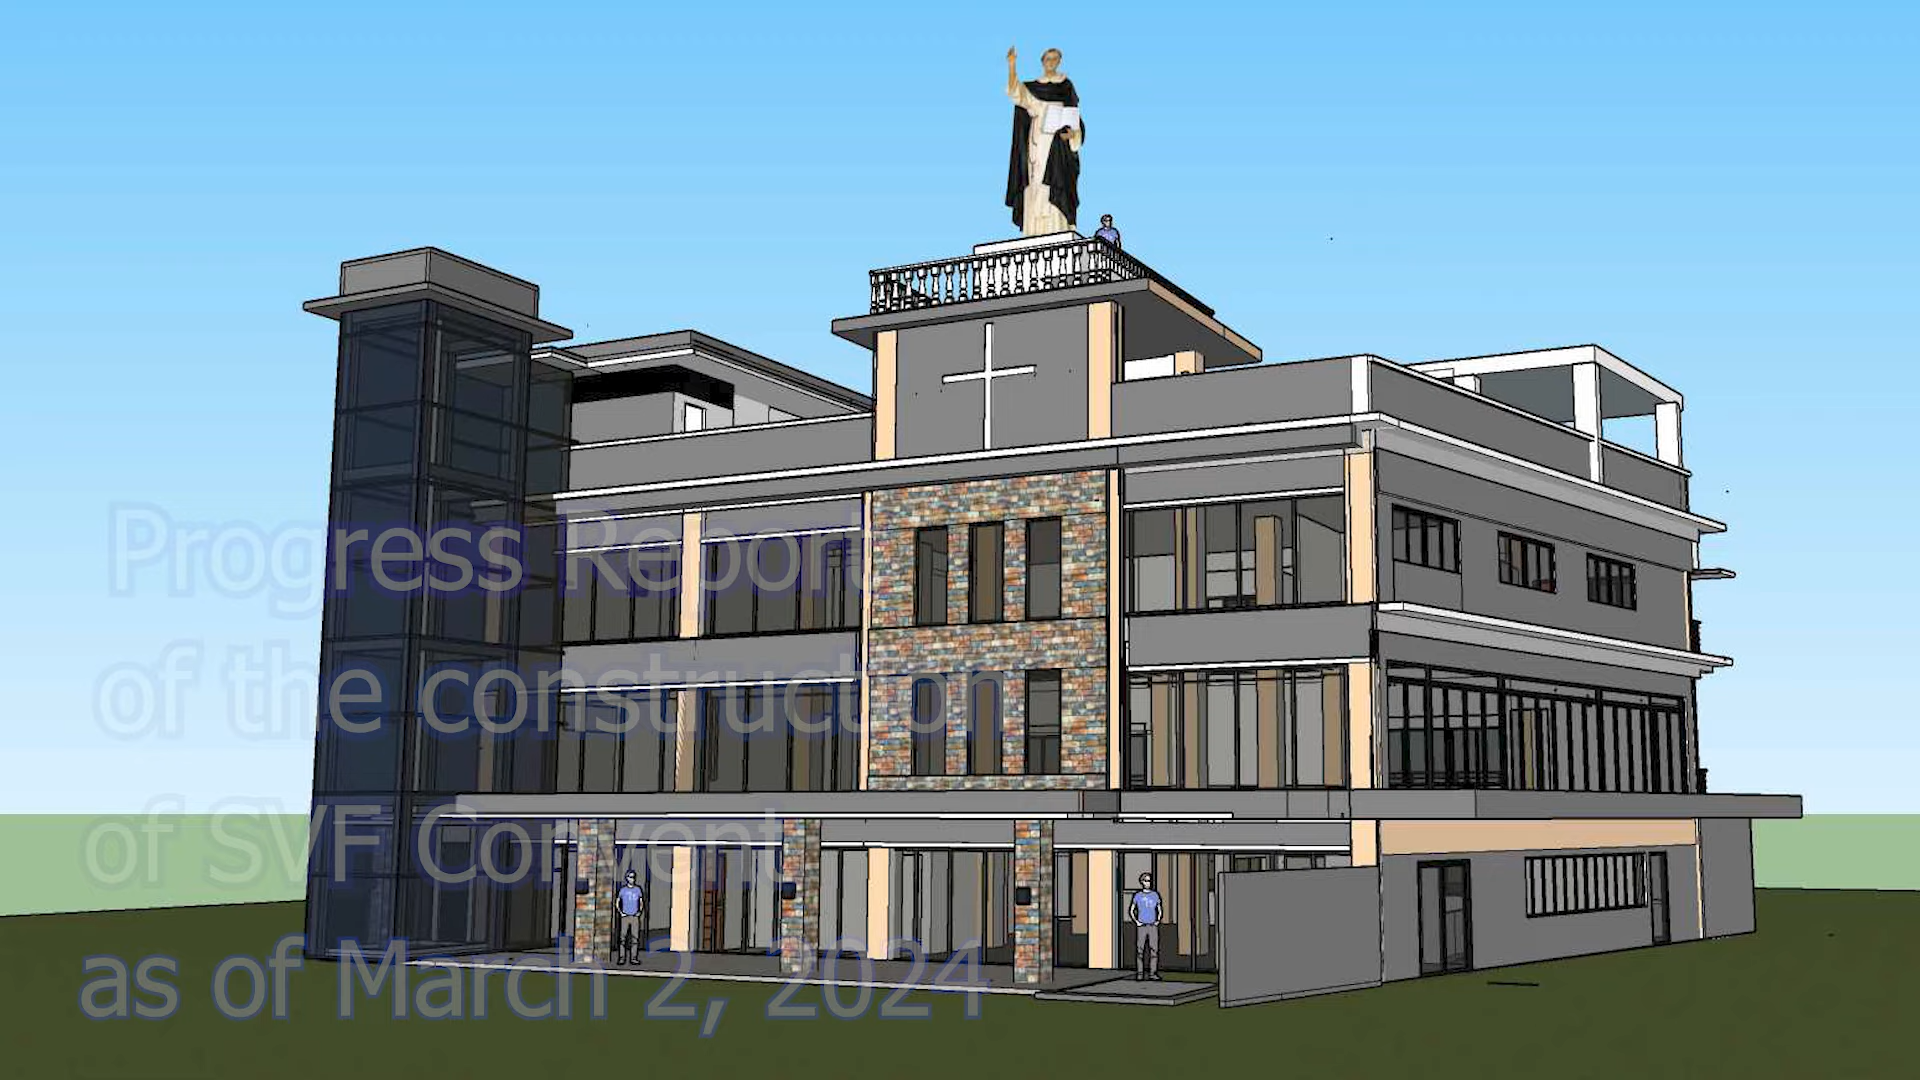 Progress Report
of the construction
of SVF Convent
as of March 2, 2024